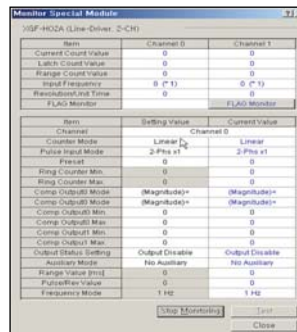 Monitor Special Module
XGF-HO2A (Line-Driver, 2-CH)
Item Channel 0 Channel 1
Current Count Value 0 0
Latch Count Value 0 0
Range Count Value 0 0
Input Frequency 0 (* 1) 0 (* 1)
Revolution/Unit Time 0 0
FLAG Monitor FLAG Monitor
Item Setting Value Current Value
Channel Channel 0
Counter Mode Linear Linear
Pulse Input Mode 2-Phs x1 2-Phs x1
Preset 0 0
Ring Counter Min. 0 0
Ring Counter Max. 0 0
Comp Output0 Mode (Magnitude)< (Magnitude)<
Comp Output1 Mode (Magnitude)< (Magnitude)<
Comp Output0 Min 0 0
Comp Output0 Max 0 0
Comp Output1 Min 0 0
Comp Output1 Max 0 0
Output Status Setting Output Disable Output Disable
Auxiliary Mode No Auxiliary No Auxiliary
Range Value [ms] 0 0
Pulse/Rev Value 0 0
Frequency Mode 1 Hz 1 Hz
Stop Monitoring Test
Close